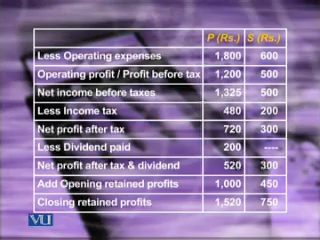 P (Rs.) S (Rs.)
Less Operating expenses 1,800 600
Operating profit / Profit before tax 1,200 500
Net income before taxes 1,325 500
Less Income tax 480 200
Net profit after tax 720 300
Less Dividend paid 200 ----
Net profit after tax & dividend 520 300
Add Opening retained profits 1,000 450
Closing retained profits 1,520 750
VU